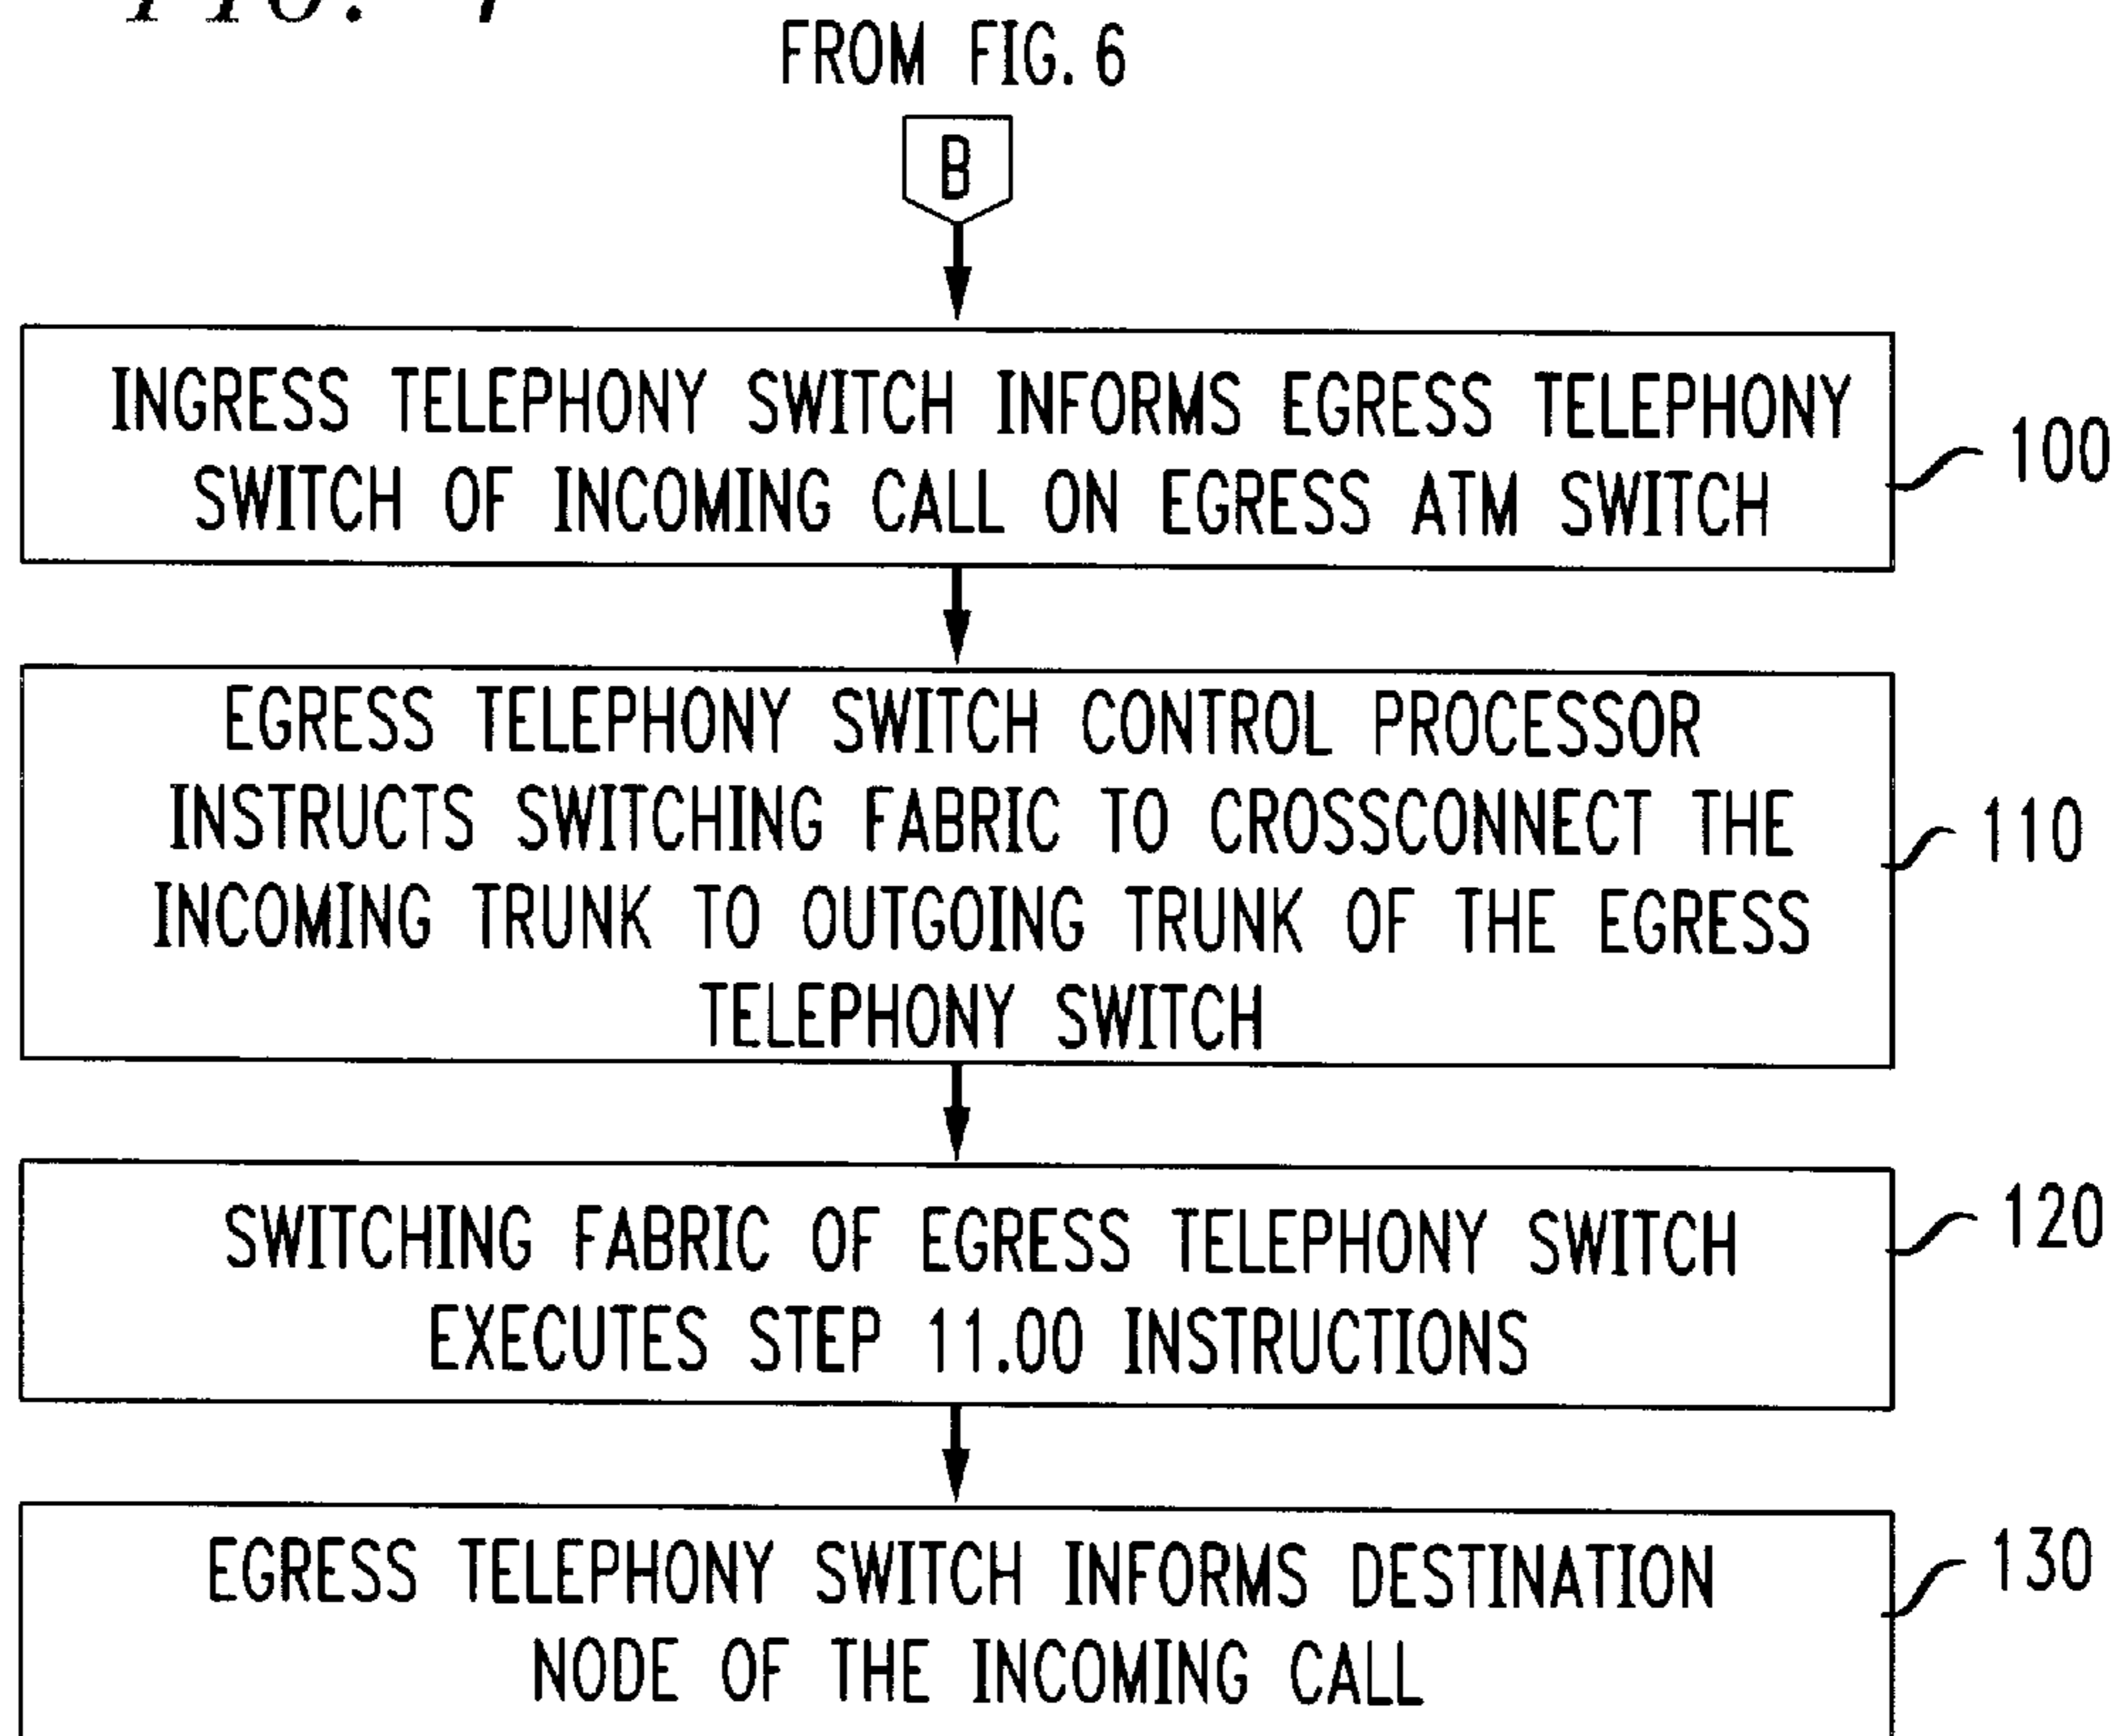 FIG. 7
FROM FIG. 6
B
INGRESS TELEPHONY SWITCH INFORMS EGRESS TELEPHONY
SWITCH OF INCOMING CALL ON EGRESS ATM SWITCH
100
EGRESS TELEPHONY SWITCH CONTROL PROCESSOR
INSTRUCTS SWITCHING FABRIC TO CROSSCONNECT THE
INCOMING TRUNK TO OUTGOING TRUNK OF THE EGRESS
TELEPHONY SWITCH
110
SWITCHING FABRIC OF EGRESS TELEPHONY SWITCH
EXECUTES STEP 11.00 INSTRUCTIONS
120
EGRESS TELEPHONY SWITCH INFORMS DESTINATION
NODE OF THE INCOMING CALL
130